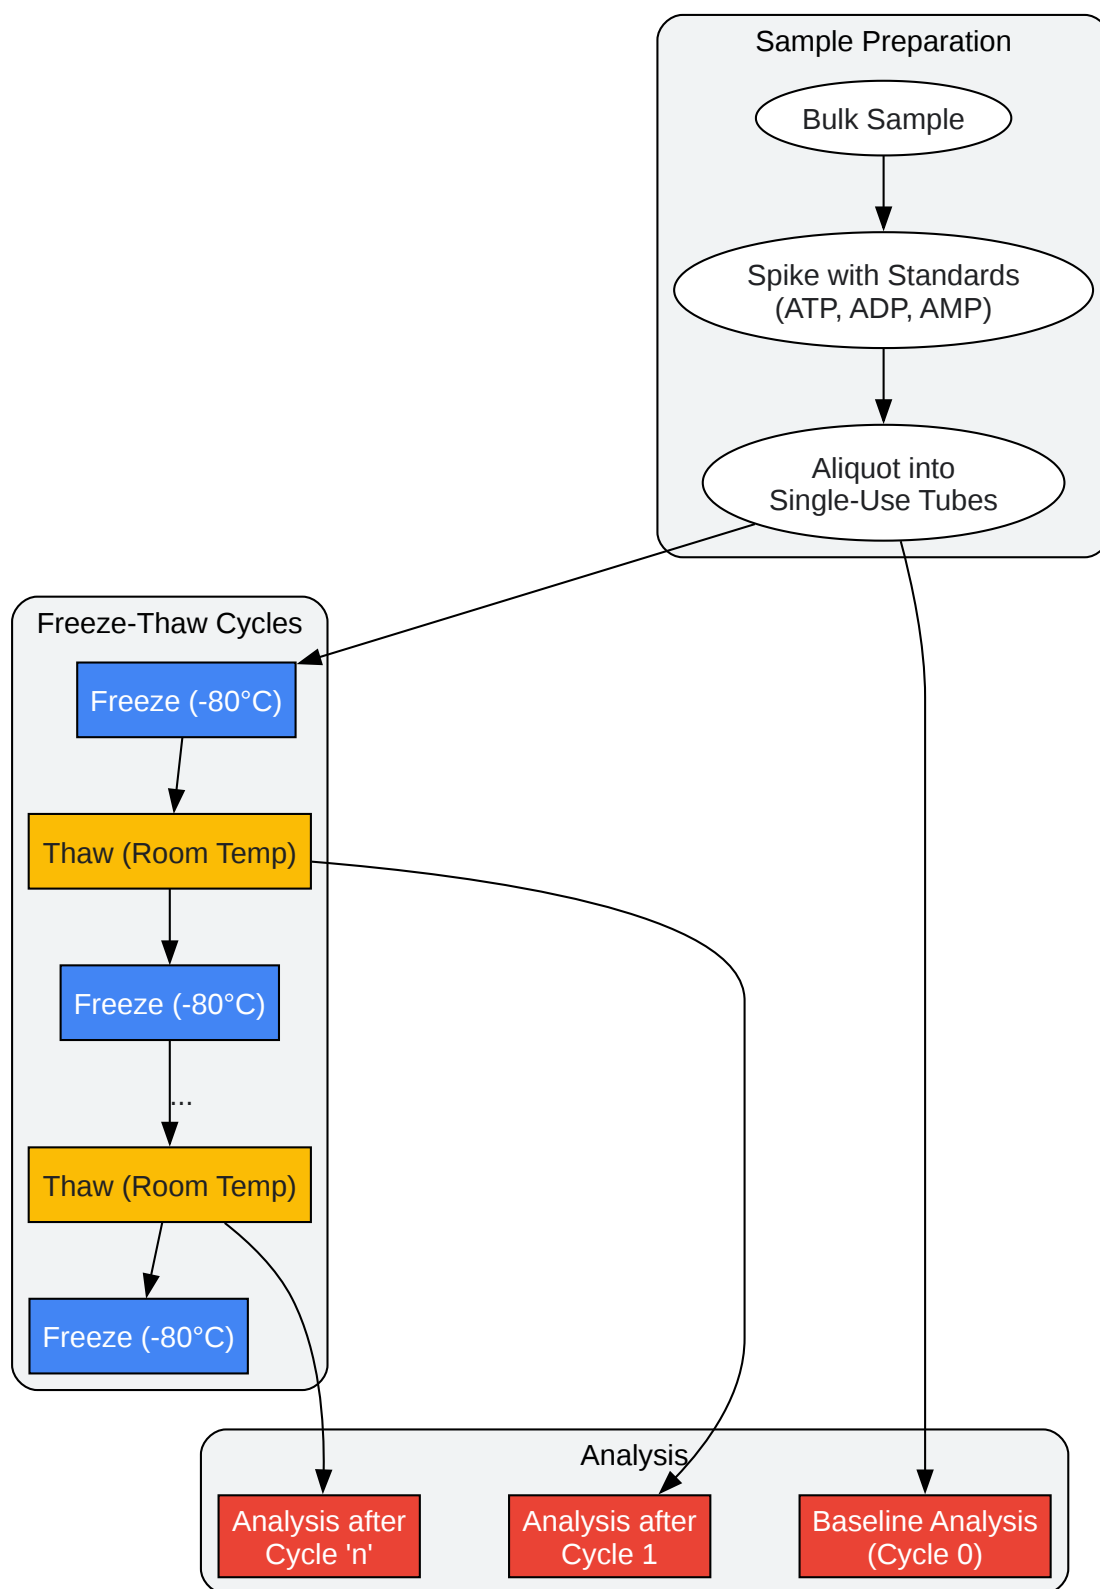 Sample Preparation
Bulk Sample
Spike with Standards
(ATP, ADP, AMP)
Aliquot into
Single-Use Tubes
Freeze-Thaw Cycles
Freeze (-80°C)
Thaw (Room Temp)
Freeze (-80°C)
...
Thaw (Room Temp)
Freeze (-80°C)
Analysis
Analysis after
Cycle 'n'
Analysis after
Cycle 1
Baseline Analysis
(Cycle 0)